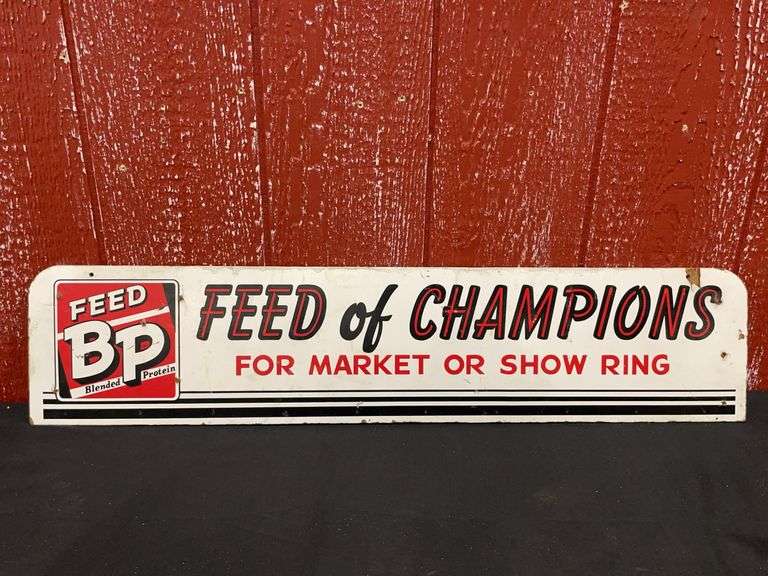 FEED
BP
Blended Protein
FEED of CHAMPIONS
FOR MARKET OR SHOW RING